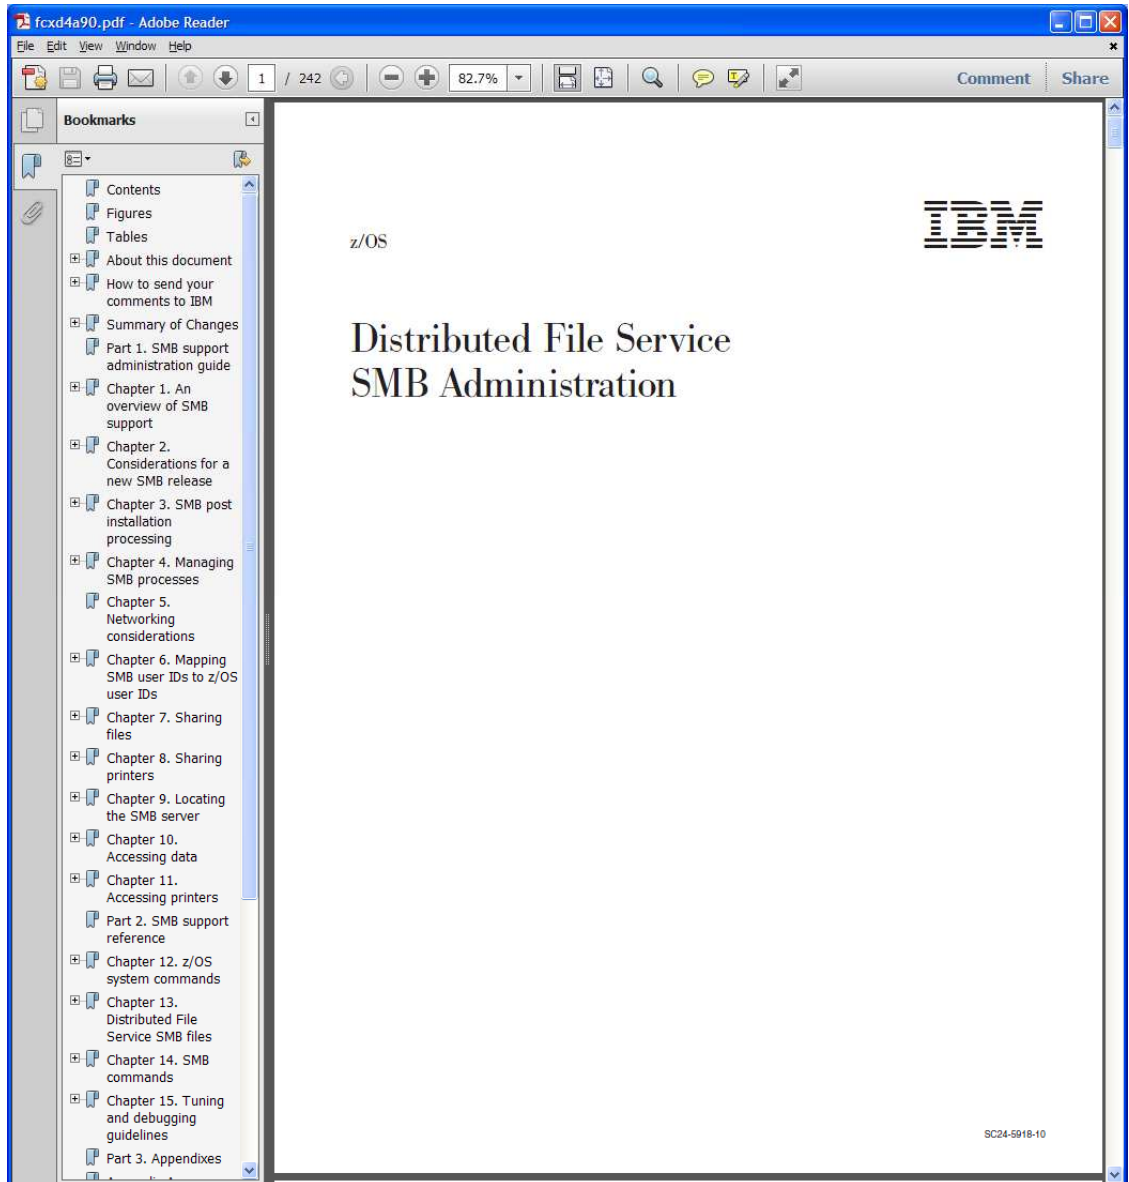 fcxd4a90.pdf - Adobe Reader
File Edit View Window Help
1 / 242 82.7% Comment Share
Bookmarks
Contents
Figures
Tables
About this document
How to send your
comments to IBM
Summary of Changes
Part 1. SMB support
administration guide
Chapter 1. An
overview of SMB
support
Chapter 2.
Considerations for a
new SMB release
Chapter 3. SMB post
installation
processing
Chapter 4. Managing
SMB processes
Chapter 5.
Networking
considerations
Chapter 6. Mapping
SMB user IDs to z/OS
user IDs
Chapter 7. Sharing
files
Chapter 8. Sharing
printers
Chapter 9. Locating
the SMB server
Chapter 10.
Accessing data
Chapter 11.
Accessing printers
Part 2. SMB support
reference
Chapter 12. z/OS
system commands
Chapter 13.
Distributed File
Service SMB files
Chapter 14. SMB
commands
Chapter 15. Tuning
and debugging
guidelines
Part 3. Appendixes
z/OS
IBM
Distributed File Service
SMB Administration
SC24-5918-10